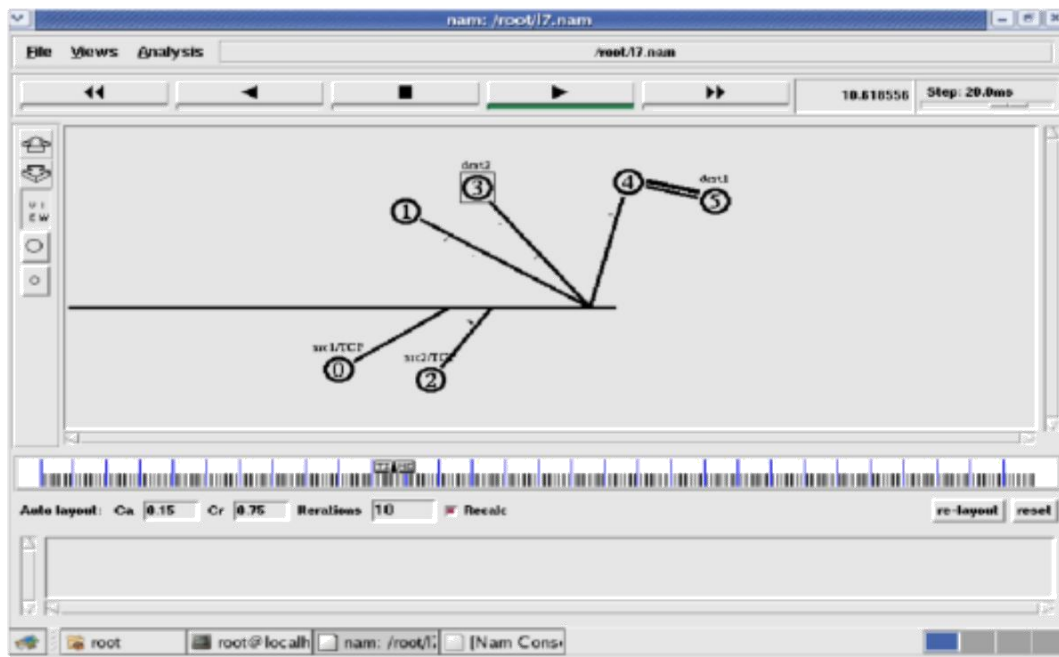 nam: /root/l7.nam
File Views Analysis /root/l7.nam
10.618556 Step: 20.0ms
V I
E W
dest2
3
1
4
dest1
5
src1/TCP
0
src2/TC
2
Auto layout: Ca 0.15 Cr 0.75 Iterations 10 Recalc re-layout reset
root root@localh nam: /root/l7 [Nam Cons